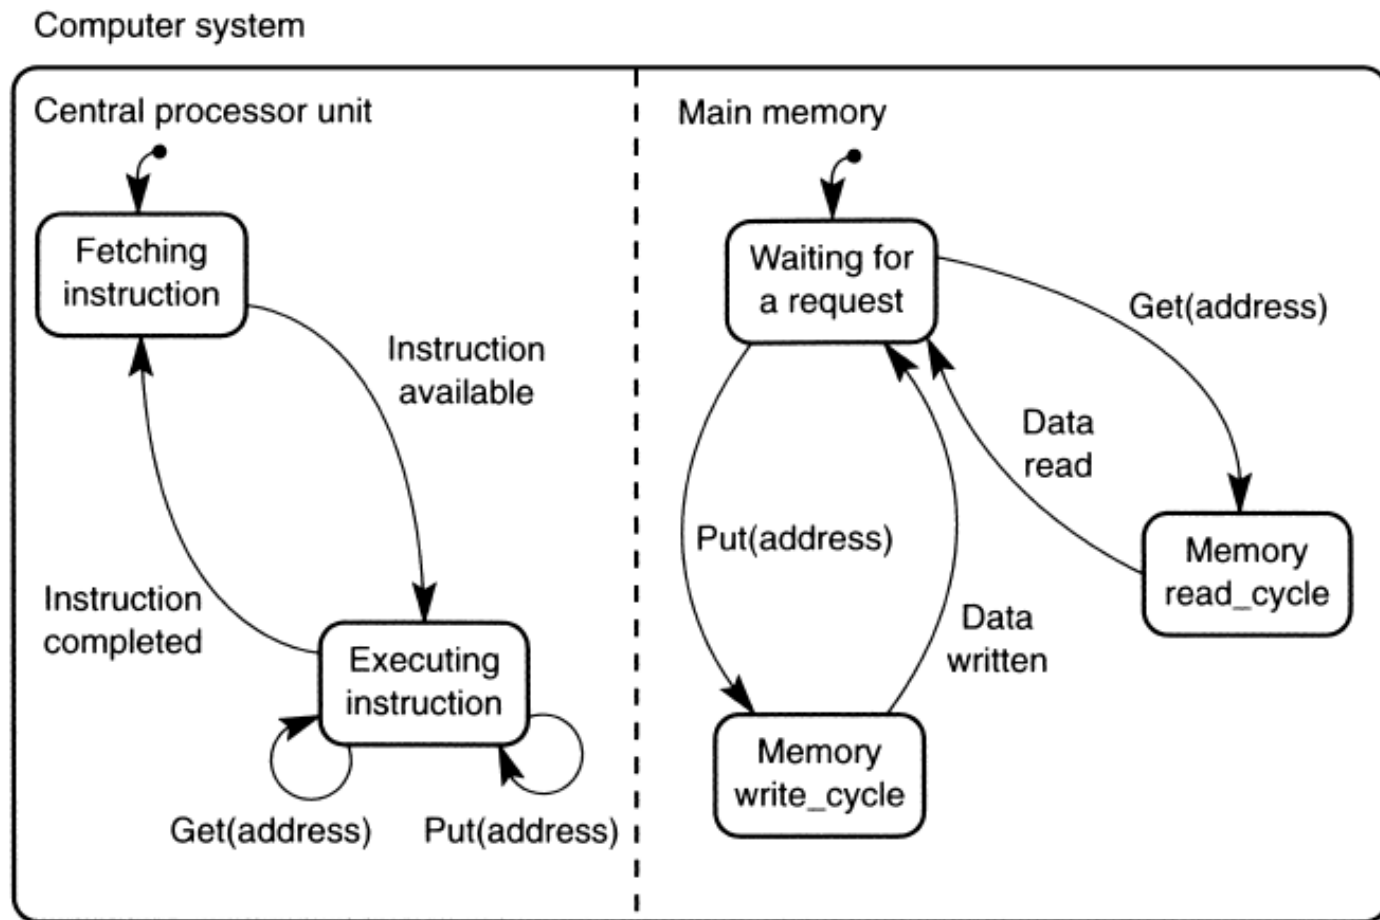 Computer system
Central processor unit
Main memory
Fetching
instruction
Waiting for
a request
Get(address)
Instruction
available
Data
read
Put(address)
Memory
read_cycle
Instruction
completed
Data
written
Executing
instruction
Memory
write_cycle
Get(address)
Put(address)